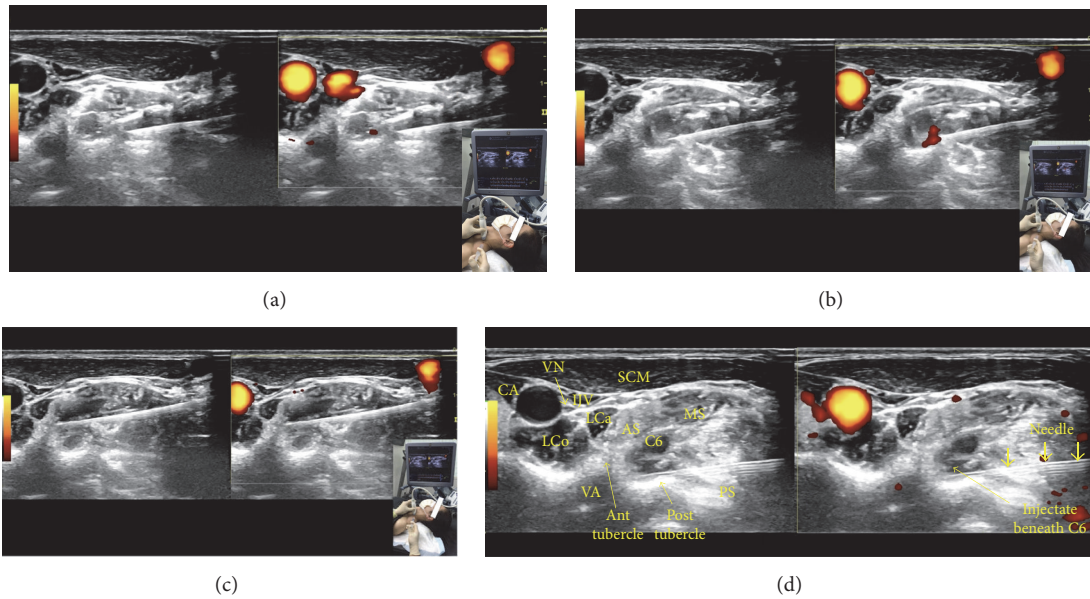 (a)
(b)
(c)
VN
SCM
CA
IJV
LCa
MS
AS
LCo
C6
Needle
VA
PS
Ant
tubercle
Post
tubercle
Injectate
beneath C6
(d)